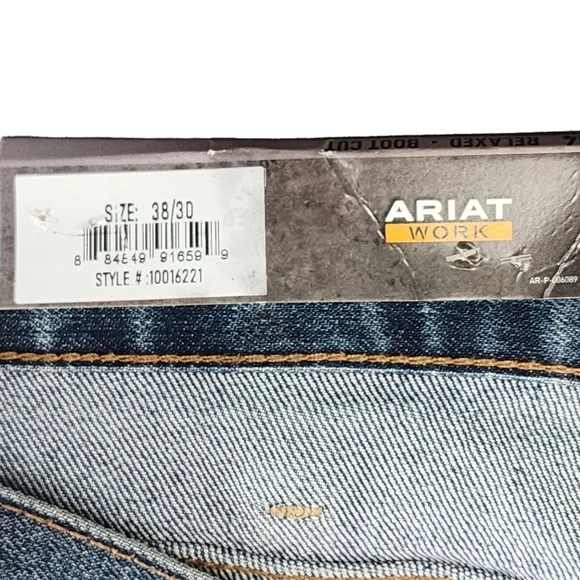 RELAXED - BOOT CUT
SIZE: 38/30
8 84849 91659 9
STYLE # :10016221
ARIAT
WORK
AR-P-006089